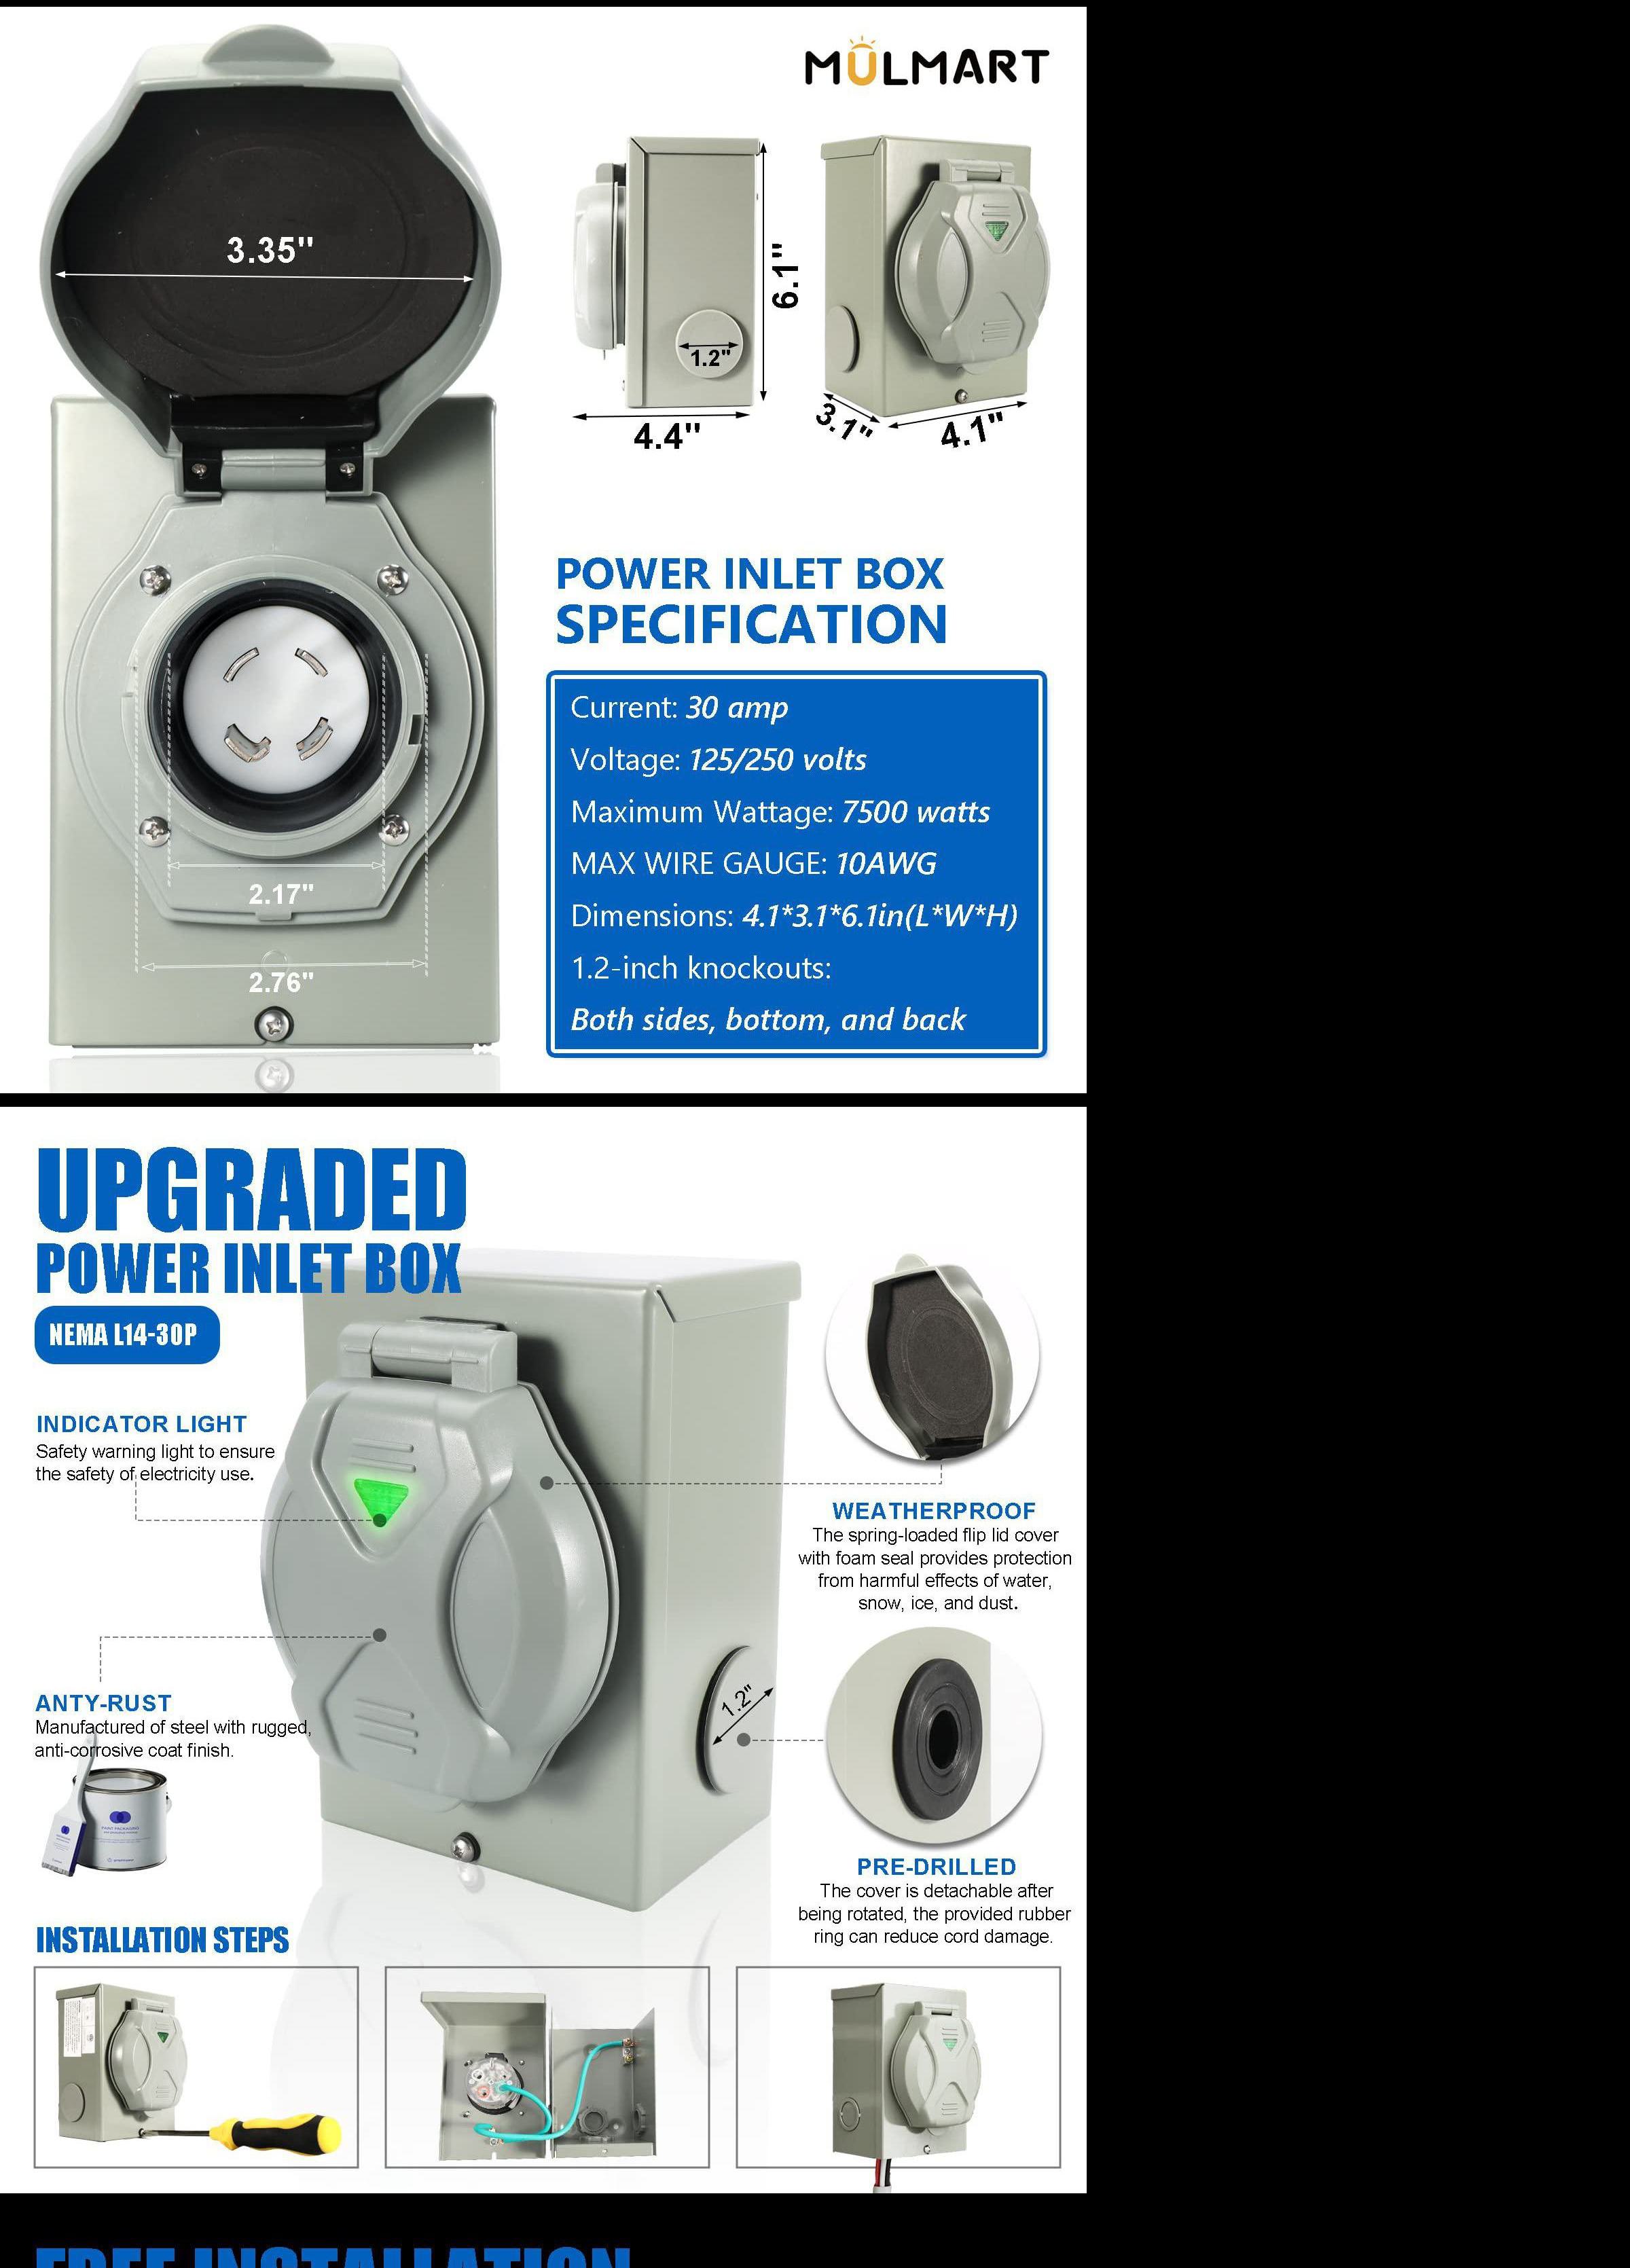 MULMART
3.35"
6.1"
1.2"
4.4"
3.1"
4.1"
POWER INLET BOX
SPECIFICATION
Current: 30 amp
Voltage: 125/250 volts
Maximum Wattage: 7500 watts
MAX WIRE GAUGE: 10AWG
Dimensions: 4.1*3.1*6.1in(L*W*H)
1.2-inch knockouts:
Both sides, bottom, and back
2.17"
2.76"
UPGRADED
POWER INLET BOX
NEMA L14-30P
INDICATOR LIGHT
Safety warning light to ensure
the safety of electricity use.
WEATHERPROOF
The spring-loaded flip lid cover
with foam seal provides protection
from harmful effects of water,
snow, ice, and dust.
ANTY-RUST
Manufactured of steel with rugged,
anti-corrosive coat finish.
1.2"
PRE-DRILLED
The cover is detachable after
being rotated, the provided rubber
ring can reduce cord damage.
INSTALLATION STEPS
FREE INSTALLATION